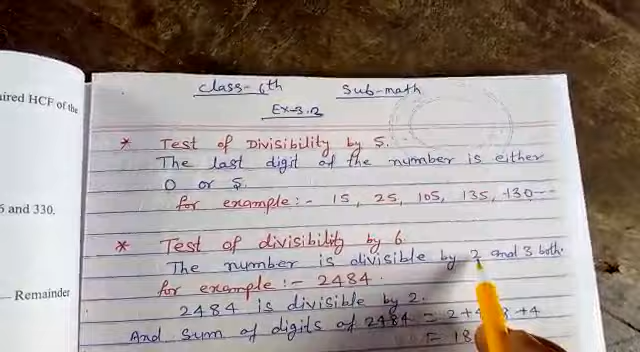 uired HCF of the
5 and 330.
— Remainder
Class-6th Sub-math
Ex-3.2
* Test of Divisibility by 5.
The last digit of the number is either
0 or 5.
for example :- 15, 25, 105, 135, 130---
* Test of divisibility by 6.
The number is divisible by 2 and 3 both.
for example :- 2484.
2484 is divisible by 2.
And Sum of digits of 2484 = 2+4 +4
= 18